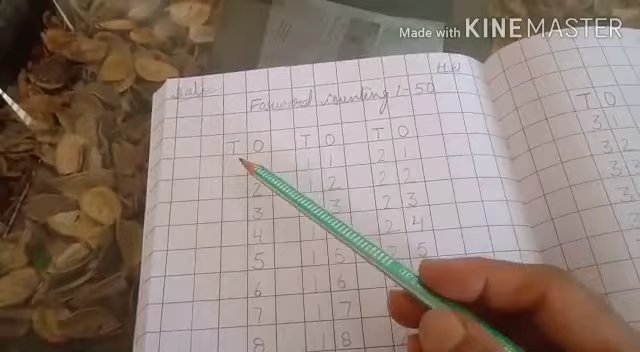 Made with KINEMASTER
H.W
Date
Forward counting 1-50
T O T O T O T O
1 1 2 1 3 1
2 1 2 2 2 3 2
3 3 2 3 3
4 2 4
5 1 5 2 5
6 1 6
7 1 7
8 1 8